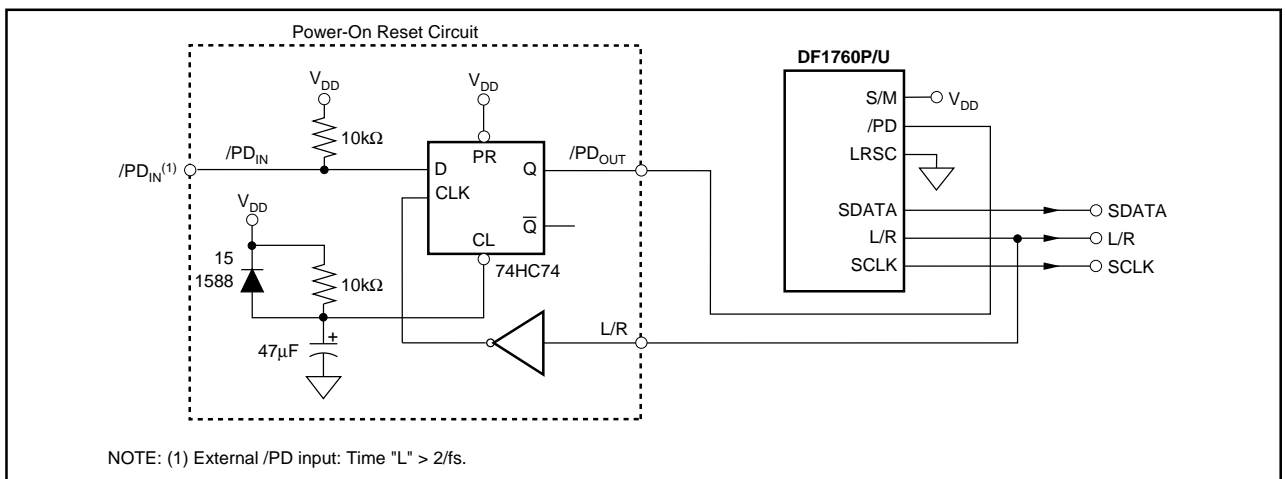 Power-On Reset Circuit
V_DD
10kΩ
/PD_IN(1)
/PD_IN
V_DD
PR
D
CLK
Q
Q̅
CL
74HC74
/PD_OUT
V_DD
15
1588
10kΩ
+
47µF
L/R
DF1760P/U
S/M
V_DD
/PD
LRSC
SDATA
SDATA
L/R
L/R
SCLK
SCLK
NOTE: (1) External /PD input: Time "L" > 2/fs.